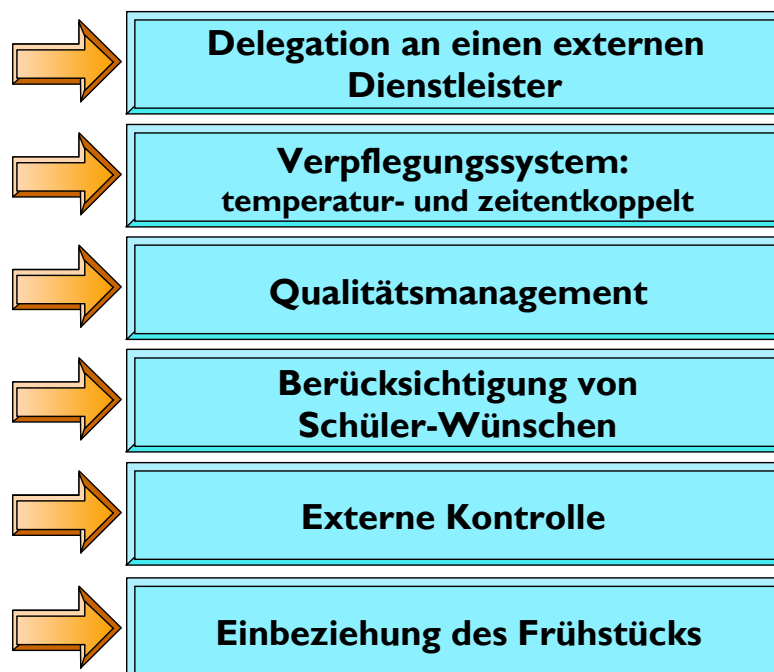 Delegation an einen externen
Dienstleister
Verpflegungssystem:
temperatur- und zeitentkoppelt
Qualitätsmanagement
Berücksichtigung von
Schüler-Wünschen
Externe Kontrolle
Einbeziehung des Frühstücks